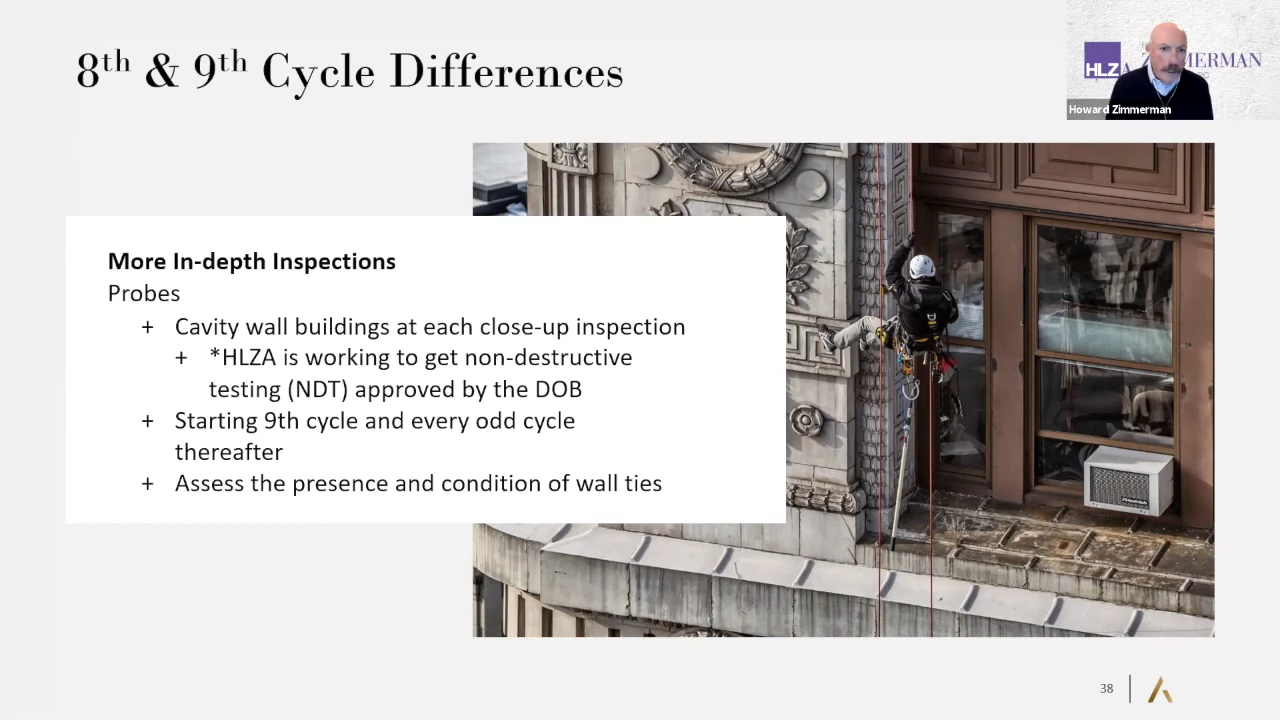 8th & 9th Cycle Differences
HLZ
ZIMMERMAN
Howard Zimmerman
More In-depth Inspections
Probes
+ Cavity wall buildings at each close-up inspection
+ *HLZA is working to get non-destructive
testing (NDT) approved by the DOB
+ Starting 9th cycle and every odd cycle
thereafter
+ Assess the presence and condition of wall ties
38